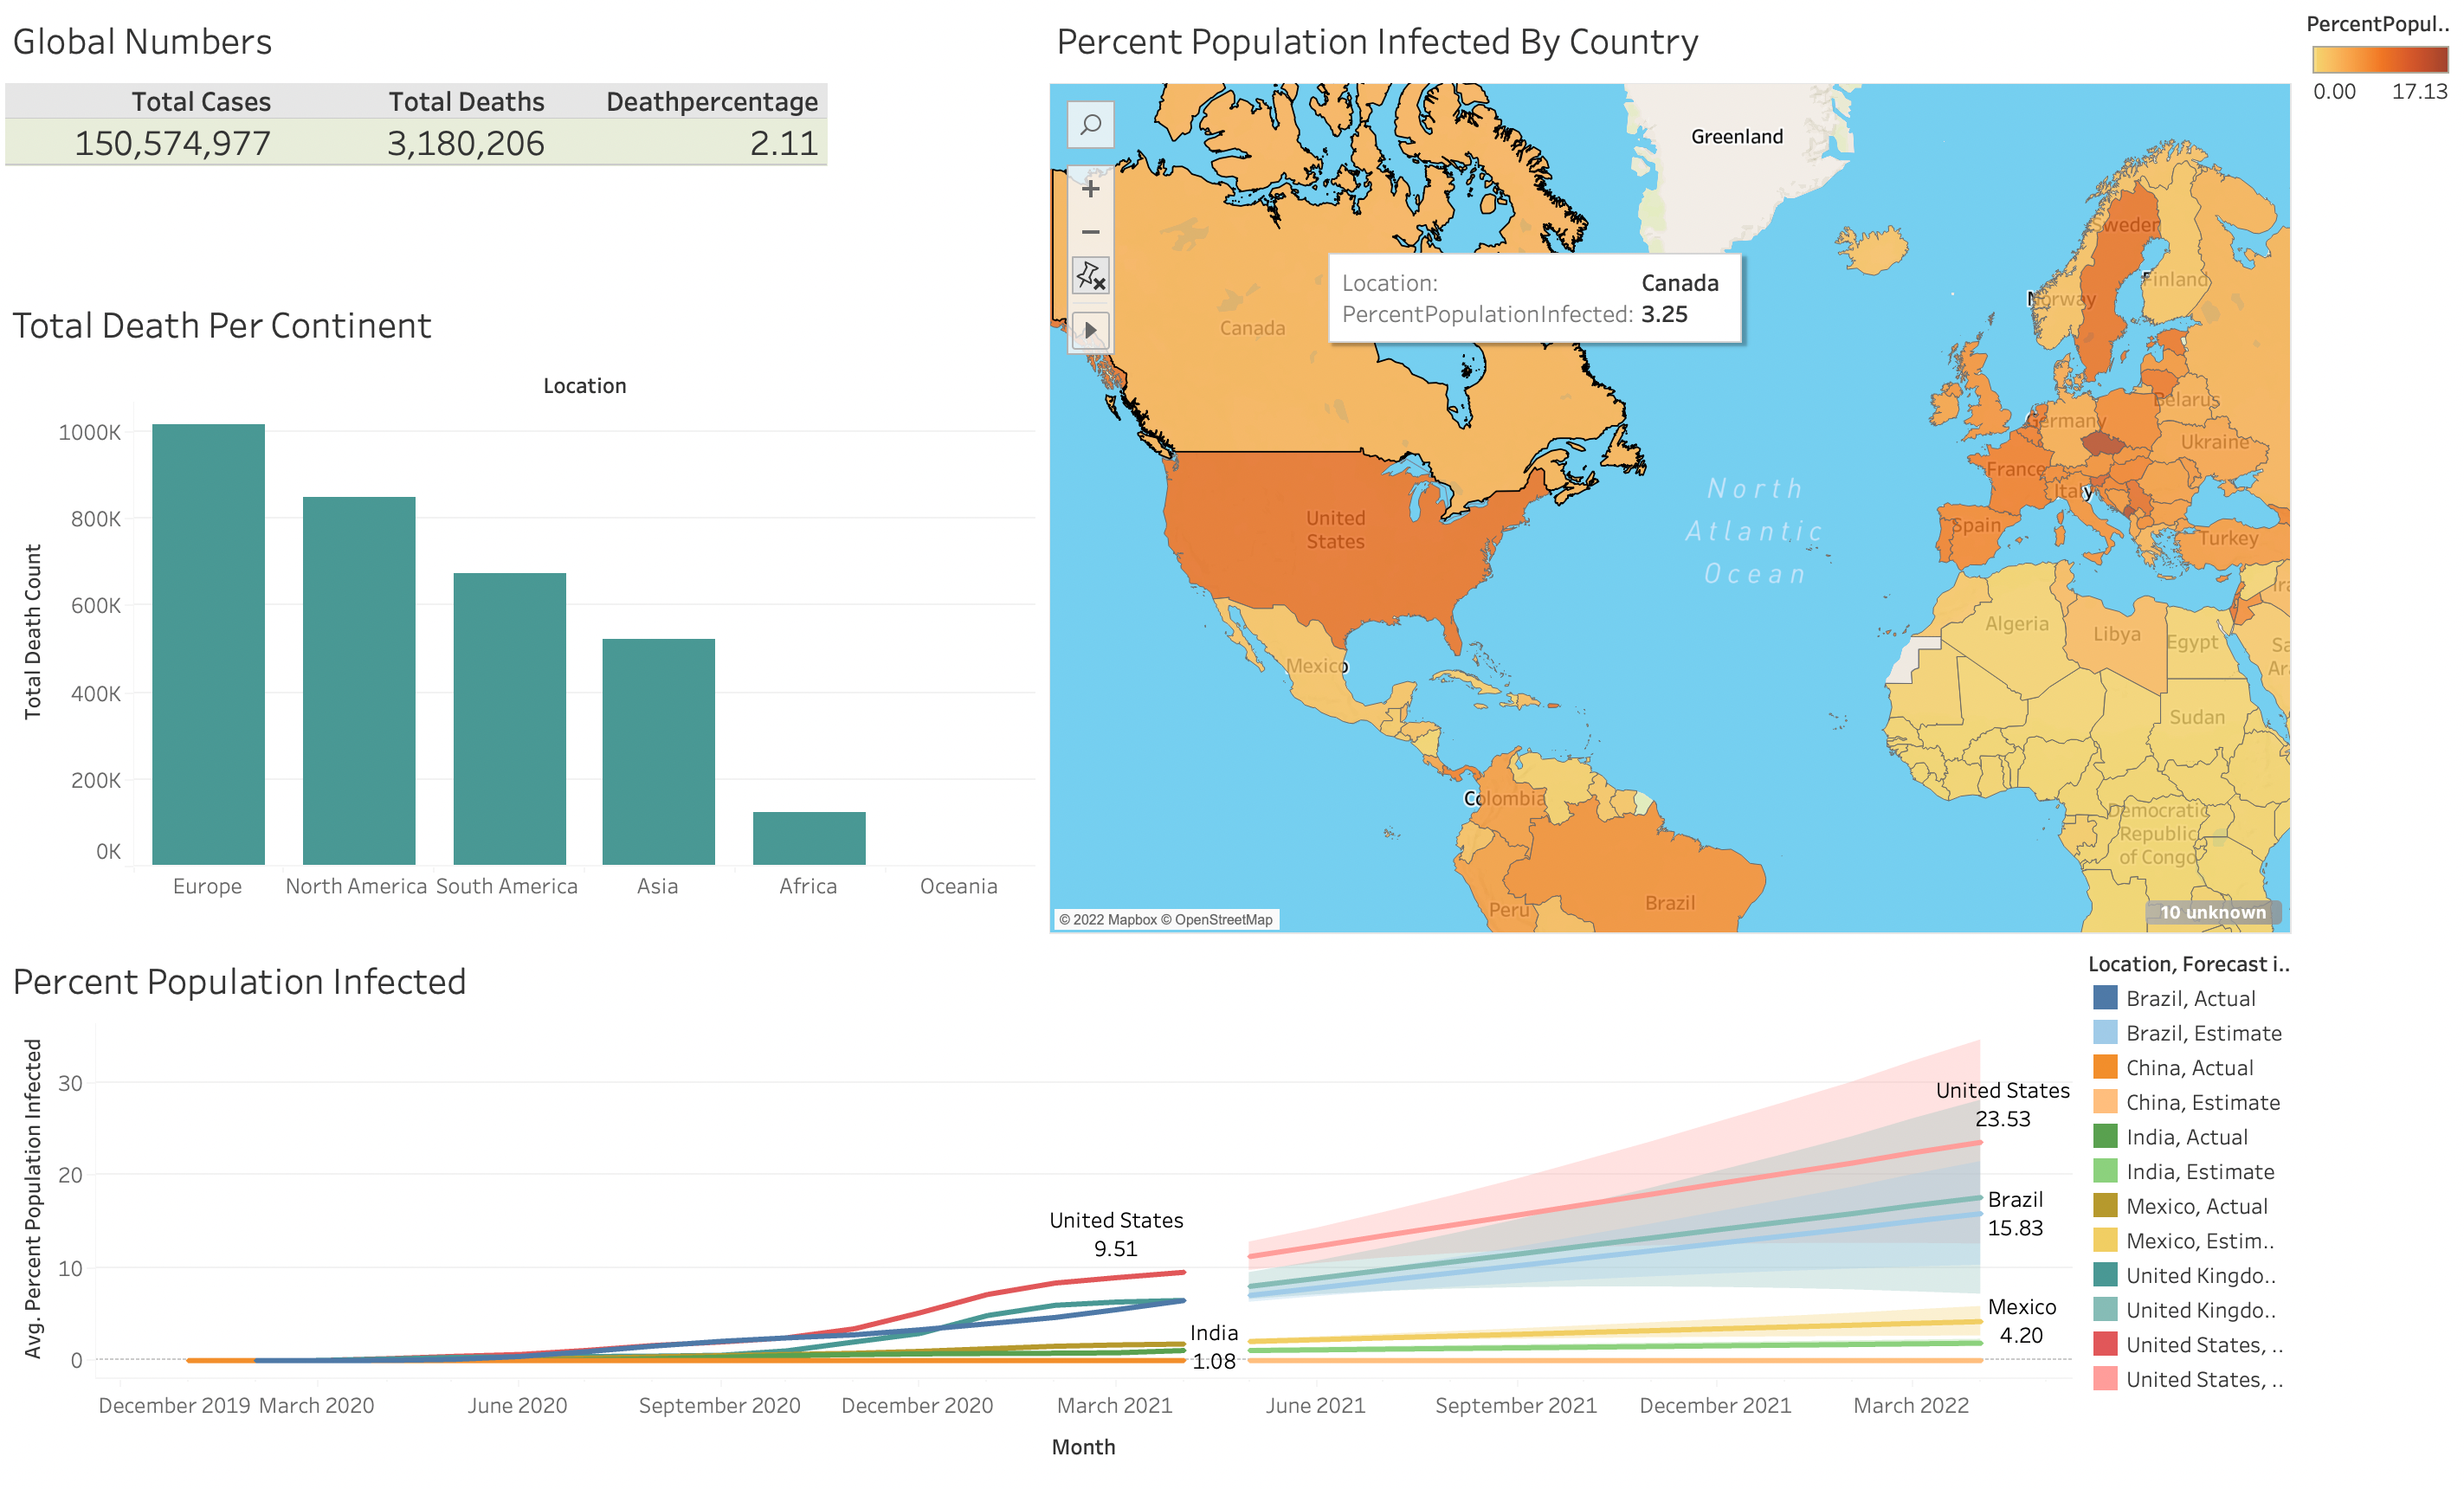 Global Numbers
Total Cases Total Deaths Deathpercentage
150,574,977 3,180,206 2.11
Total Death Per Continent
Location
Total Death Count
1000K
800K
600K
400K
200K
0K
Europe North America South America Asia Africa Oceania
Percent Population Infected By Country
PercentPopul..
0.00 17.13
Greenland
Location: Canada
PercentPopulationInfected: 3.25
Canada
United
States
Mexico
North
Atlantic
Ocean
Colombia
Peru
Brazil
Sweden
Finland
Norway
Belarus
Germany
Ukraine
France
Italy
Spain
Turkey
Algeria
Libya
Egypt
Sa
Ar
Sudan
Democratic
Republic
of Congo
© 2022 Mapbox © OpenStreetMap
10 unknown
Percent Population Infected
Avg. Percent Population Infected
30
20
10
0
United States
9.51
India
1.08
United States
23.53
Brazil
15.83
Mexico
4.20
December 2019 March 2020 June 2020 September 2020 December 2020 March 2021 June 2021 September 2021 December 2021 March 2022
Month
Location, Forecast i..
Brazil, Actual
Brazil, Estimate
China, Actual
China, Estimate
India, Actual
India, Estimate
Mexico, Actual
Mexico, Estim..
United Kingdo..
United Kingdo..
United States, ..
United States, ..